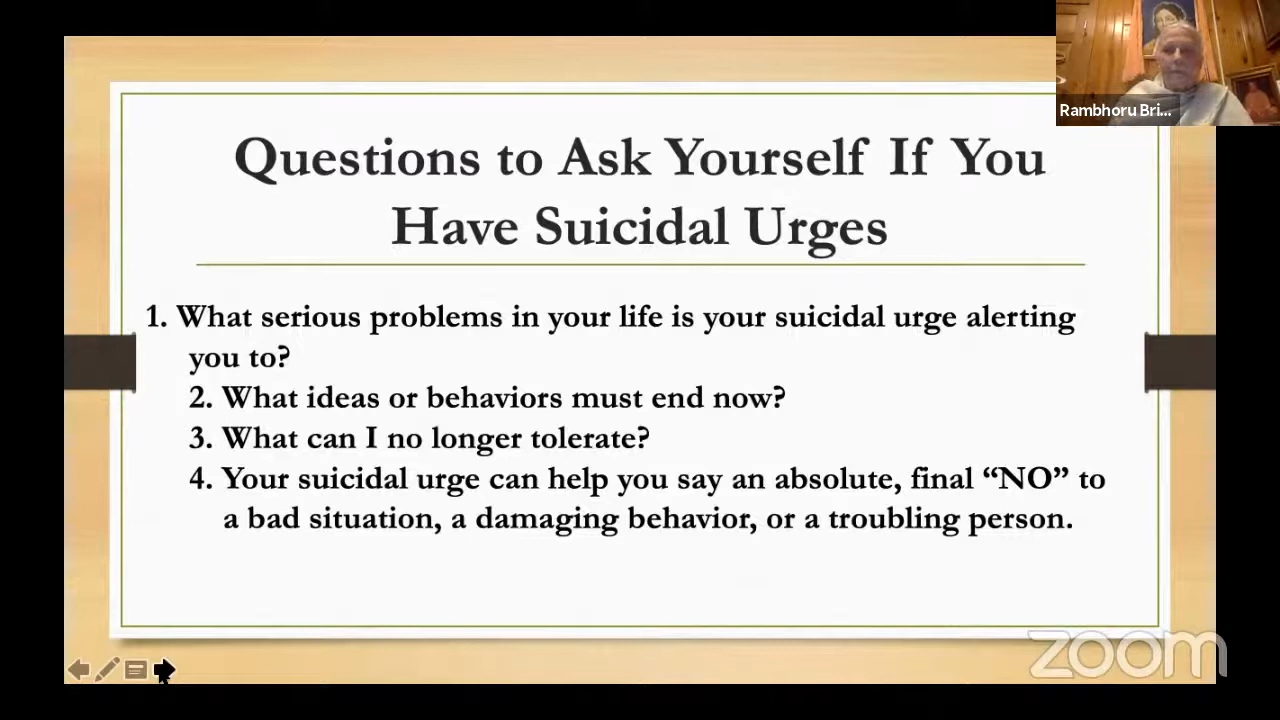 Rambhoru Bri...
Questions to Ask Yourself If You
Have Suicidal Urges
1. What serious problems in your life is your suicidal urge alerting
you to?
2. What ideas or behaviors must end now?
3. What can I no longer tolerate?
4. Your suicidal urge can help you say an absolute, final “NO” to
a bad situation, a damaging behavior, or a troubling person.
zoom